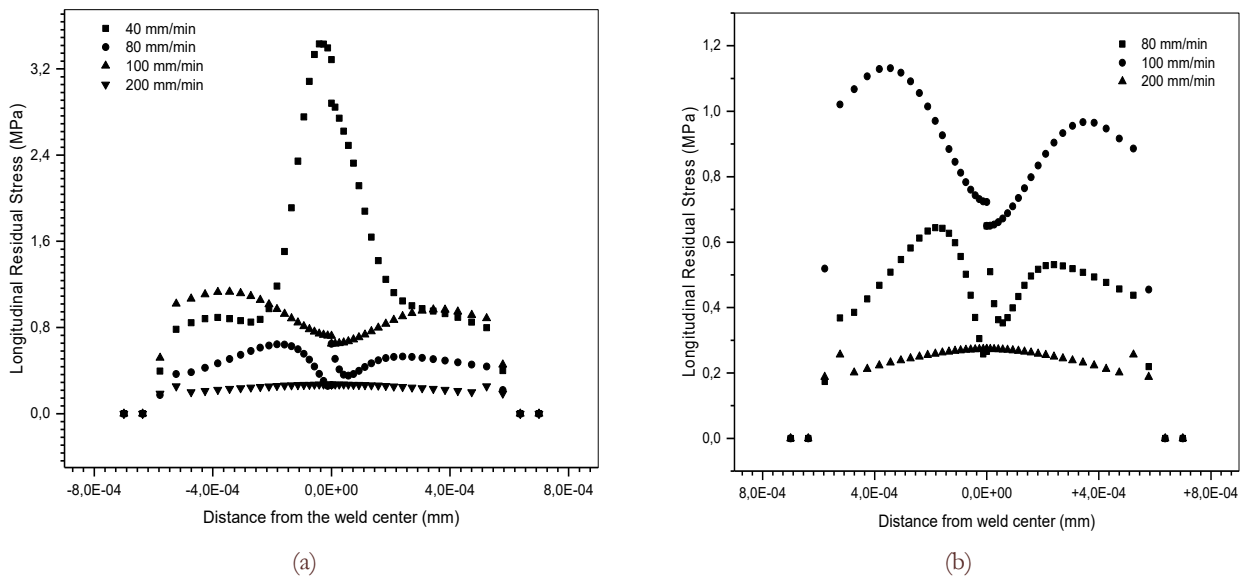 40 mm/min
80 mm/min
100 mm/min
200 mm/min
Longitudinal Residual Stress (MPa)
3,2
2,4
1,6
0,8
0,0
-8,0E-04 -4,0E-04 0,0E+00 4,0E-04 8,0E-04
Distance from the weld center (mm)
(a)
80 mm/min
100 mm/min
200 mm/min
Longitudinal Residual Stress (MPa)
1,2
1,0
0,8
0,6
0,4
0,2
0,0
8,0E-04 4,0E-04 0,0E+00 +4,0E-04 +8,0E-04
Distance from weld center (mm)
(b)